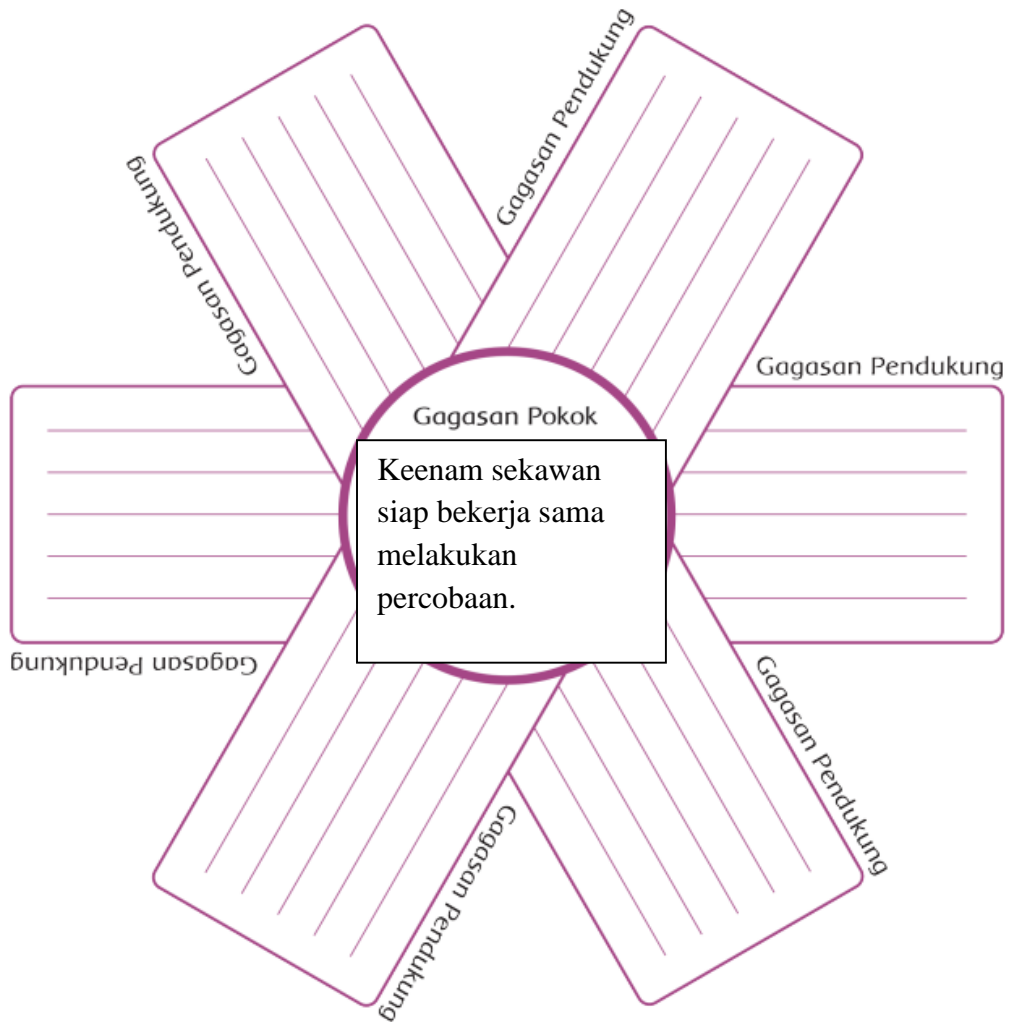 Gagasan Pendukung
Gagasan Pendukung
Gagasan Pendukung
Gagasan Pokok
Keenam sekawan
siap bekerja sama
melakukan
percobaan.
Gagasan Pendukung
Gagasan Pendukung
Gagasan Pendukung